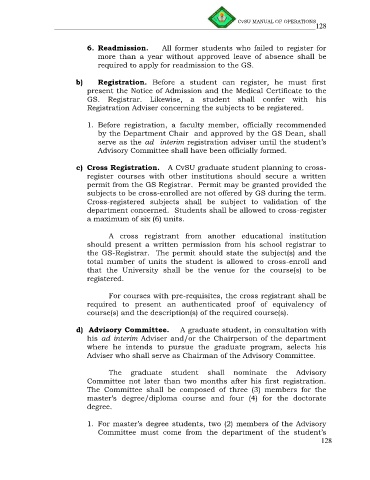 CvSU MANUAL OF OPERATIONS
128
6. Readmission. All former students who failed to register for
more than a year without approved leave of absence shall be
required to apply for readmission to the GS.
b) Registration. Before a student can register, he must first
present the Notice of Admission and the Medical Certificate to the
GS. Registrar. Likewise, a student shall confer with his
Registration Adviser concerning the subjects to be registered.
1. Before registration, a faculty member, officially recommended
by the Department Chair and approved by the GS Dean, shall
serve as the ad interim registration adviser until the student's
Advisory Committee shall have been officially formed.
c) Cross Registration. A CvSU graduate student planning to cross-
register courses with other institutions should secure a written
permit from the GS Registrar. Permit may be granted provided the
subjects to be cross-enrolled are not offered by GS during the term.
Cross-registered subjects shall be subject to validation of the
department concerned. Students shall be allowed to cross-register
a maximum of six (6) units.
A cross registrant from another educational institution
should present a written permission from his school registrar to
the GS-Registrar. The permit should state the subject(s) and the
total number of units the student is allowed to cross-enroll and
that the University shall be the venue for the course(s) to be
registered.
For courses with pre-requisites, the cross registrant shall be
required to present an authenticated proof of equivalency of
course(s) and the description(s) of the required course(s).
d) Advisory Committee. A graduate student, in consultation with
his ad interim Adviser and/or the Chairperson of the department
where he intends to pursue the graduate program, selects his
Adviser who shall serve as Chairman of the Advisory Committee.
The graduate student shall nominate the Advisory
Committee not later than two months after his first registration.
The Committee shall be composed of three (3) members for the
master's degree/diploma course and four (4) for the doctorate
degree.
1. For master's degree students, two (2) members of the Advisory
Committee must come from the department of the student's
128